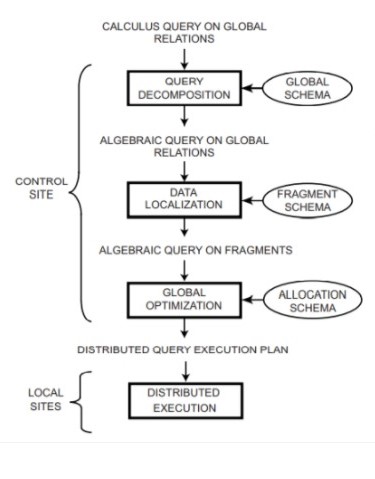 CALCULUS QUERY ON GLOBAL
RELATIONS
QUERY
DECOMPOSITION
GLOBAL
SCHEMA
ALGEBRAIC QUERY ON GLOBAL
RELATIONS
CONTROL
SITE
DATA
LOCALIZATION
FRAGMENT
SCHEMA
ALGEBRAIC QUERY ON FRAGMENTS
GLOBAL
OPTIMIZATION
ALLOCATION
SCHEMA
DISTRIBUTED QUERY EXECUTION PLAN
LOCAL
SITES
DISTRIBUTED
EXECUTION